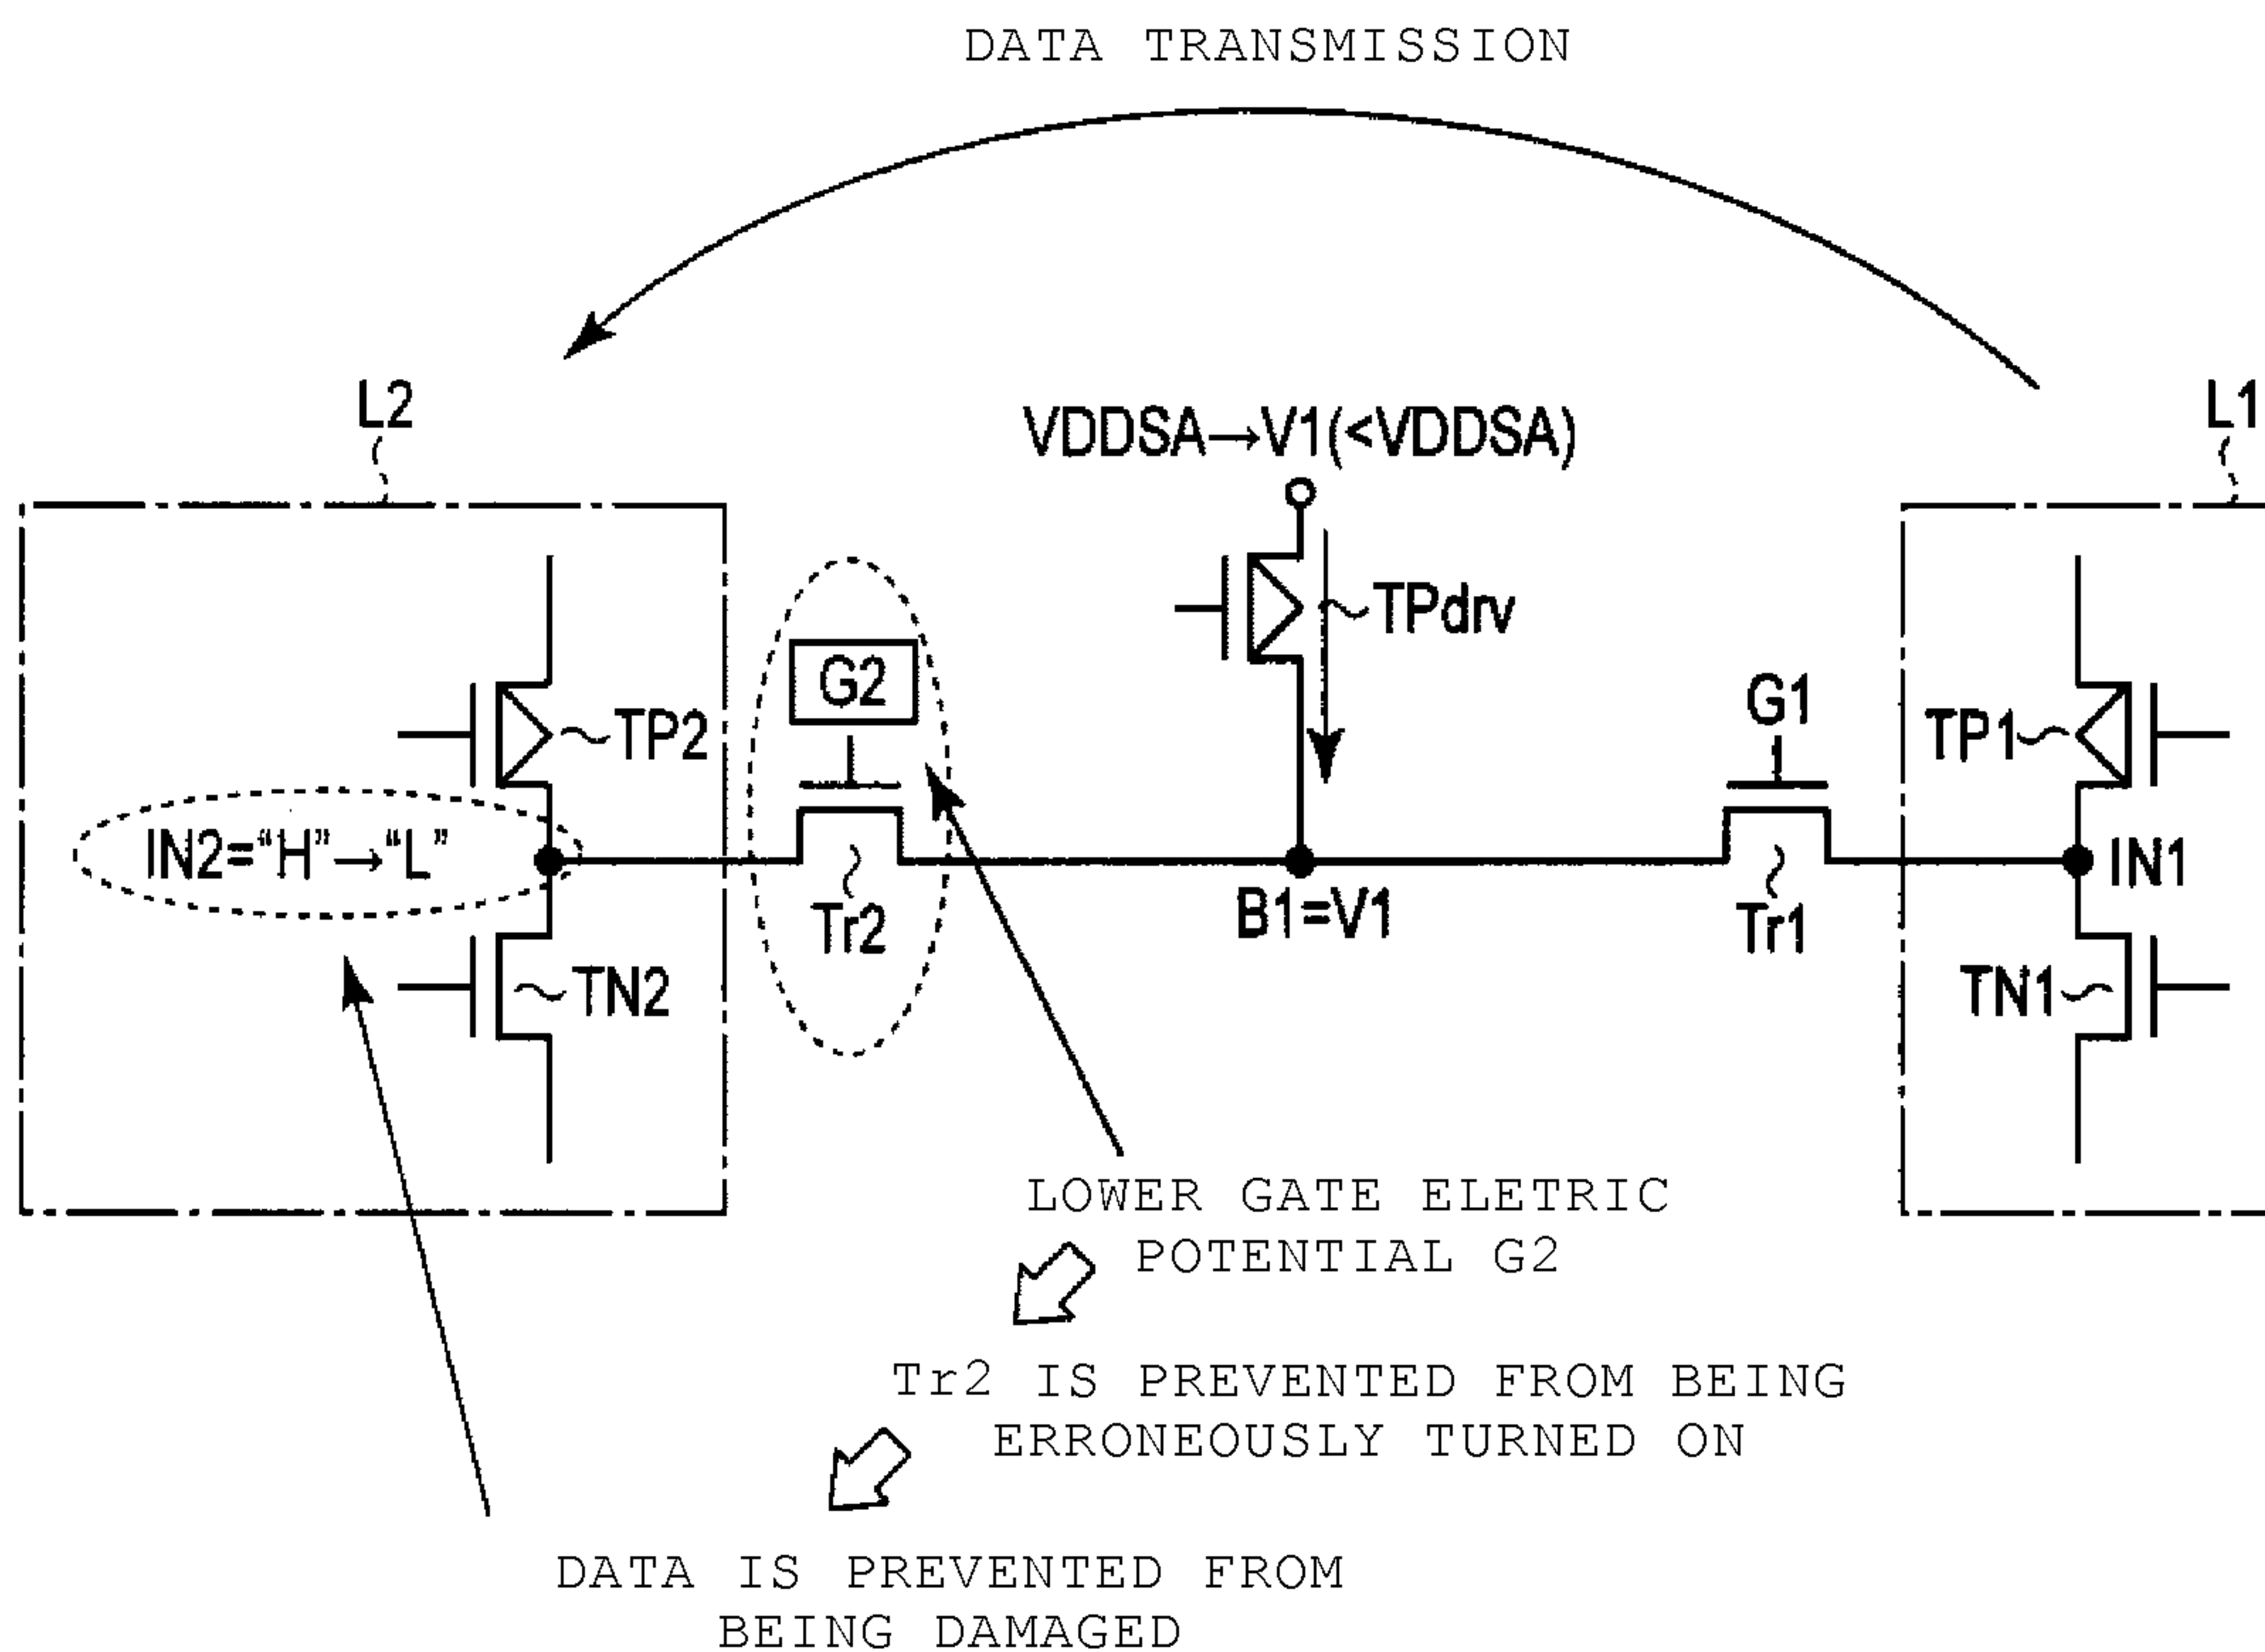 DATA TRANSMISSION
L2
L1
VDDSA→V1(<VDDSA)
TPdrv
G2
G1
TP2
TP1
IN2=“H”→“L”
IN1
Tr2
B1=V1
Tr1
TN2
TN1
LOWER GATE ELETRIC
POTENTIAL G2
Tr2 IS PREVENTED FROM BEING
ERRONEOUSLY TURNED ON
DATA IS PREVENTED FROM
BEING DAMAGED